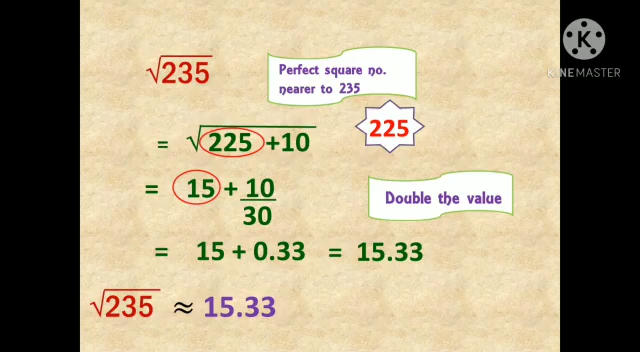 √235
Perfect square no.
nearer to 235
KINEMASTER
= √225 +10
225
= 15 + 10/30
Double the value
= 15 + 0.33 = 15.33
√235 ≈ 15.33